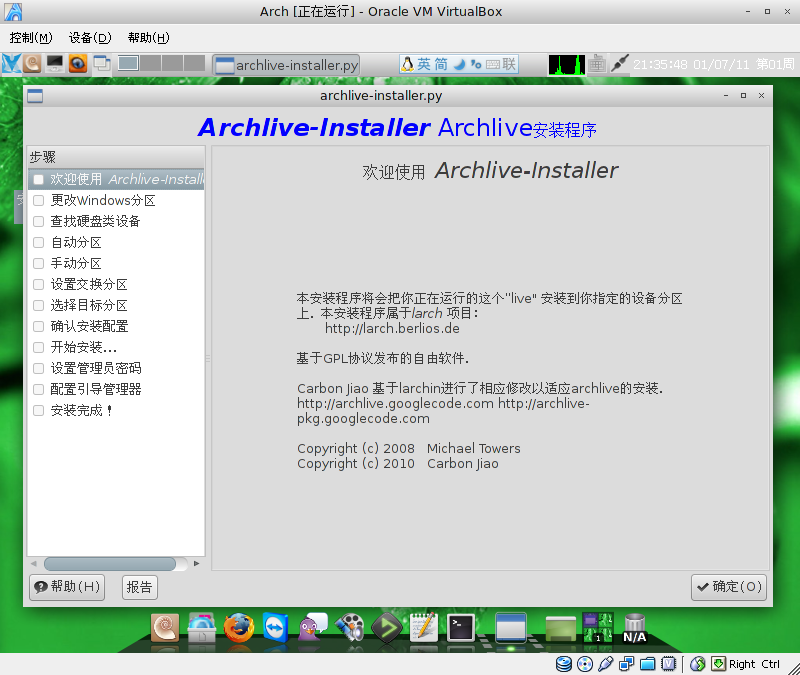 Arch [正在运行] - Oracle VM VirtualBox
控制(M) 设备(D) 帮助(H)
archlive-installer.py 英 简 联 21:35:48 01/07/11 第01周
archlive-installer.py
Archlive-Installer Archlive安装程序
步骤
欢迎使用 Archlive-Install
更改Windows分区
查找硬盘类设备
自动分区
手动分区
设置交换分区
选择目标分区
确认安装配置
开始安装...
设置管理员密码
配置引导管理器
安装完成！
欢迎使用 Archlive-Installer
本安装程序将会把你正在运行的这个"live" 安装到你指定的设备分区
上. 本安装程序属于larch 项目:
http://larch.berlios.de
基于GPL协议发布的自由软件.
Carbon Jiao 基于larchin进行了相应修改以适应archlive的安装.
http://archlive.googlecode.com http://archlive-
pkg.googlecode.com
Copyright (c) 2008 Michael Towers
Copyright (c) 2010 Carbon Jiao
帮助(H) 报告 确定(O)
N/A
Right Ctrl